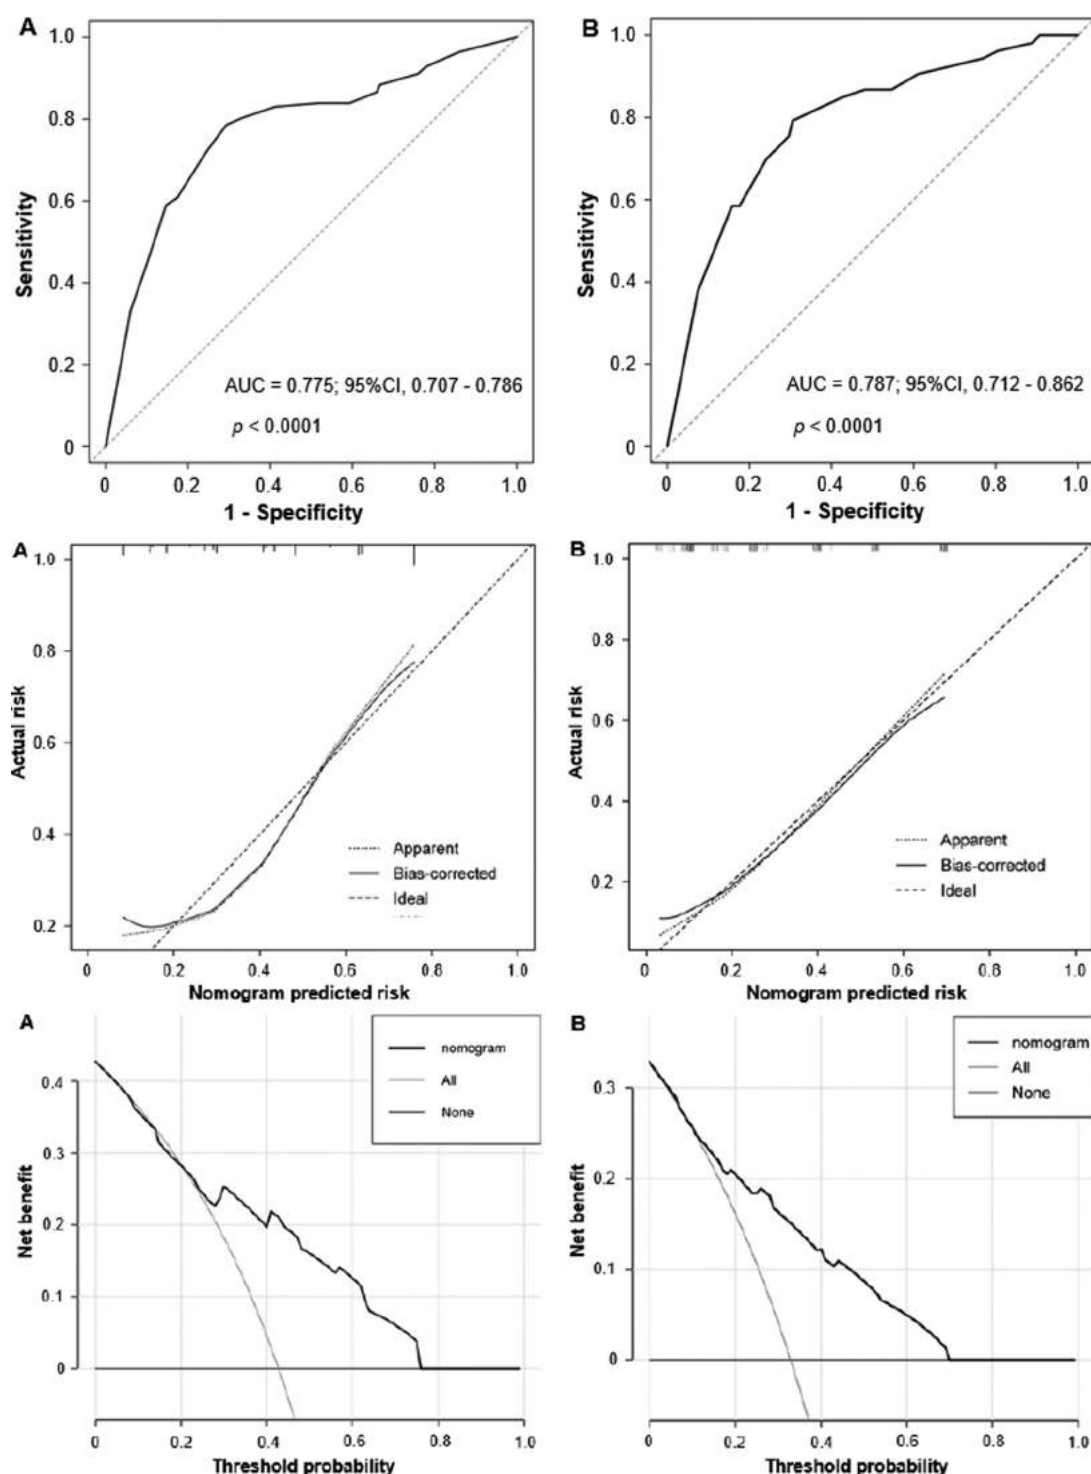 A
1.0
0.8
0.6
0.4
0.2
0
Sensitivity
AUC = 0.775; 95%CI, 0.707 - 0.786
p < 0.0001
0 0.2 0.4 0.6 0.8 1.0
1 - Specificity
B
1.0
0.8
0.6
0.4
0.2
0
Sensitivity
AUC = 0.787; 95%CI, 0.712 - 0.862
p < 0.0001
0 0.2 0.4 0.6 0.8 1.0
1 - Specificity
A
1.0
0.8
0.6
0.4
0.2
Actual risk
Apparent
Bias-corrected
Ideal
0 0.2 0.4 0.6 0.8 1.0
Nomogram predicted risk
B
1.0
0.8
0.6
0.4
0.2
Actual risk
Apparent
Bias-corrected
Ideal
0 0.2 0.4 0.6 0.8 1.0
Nomogram predicted risk
A
nomogram
All
None
0.4
0.3
0.2
0.1
0
Net benefit
0 0.2 0.4 0.6 0.8 1.0
Threshold probability
B
nomogram
All
None
0.3
0.2
0.1
0
Net benefit
0 0.2 0.4 0.6 0.8 1.0
Threshold probability